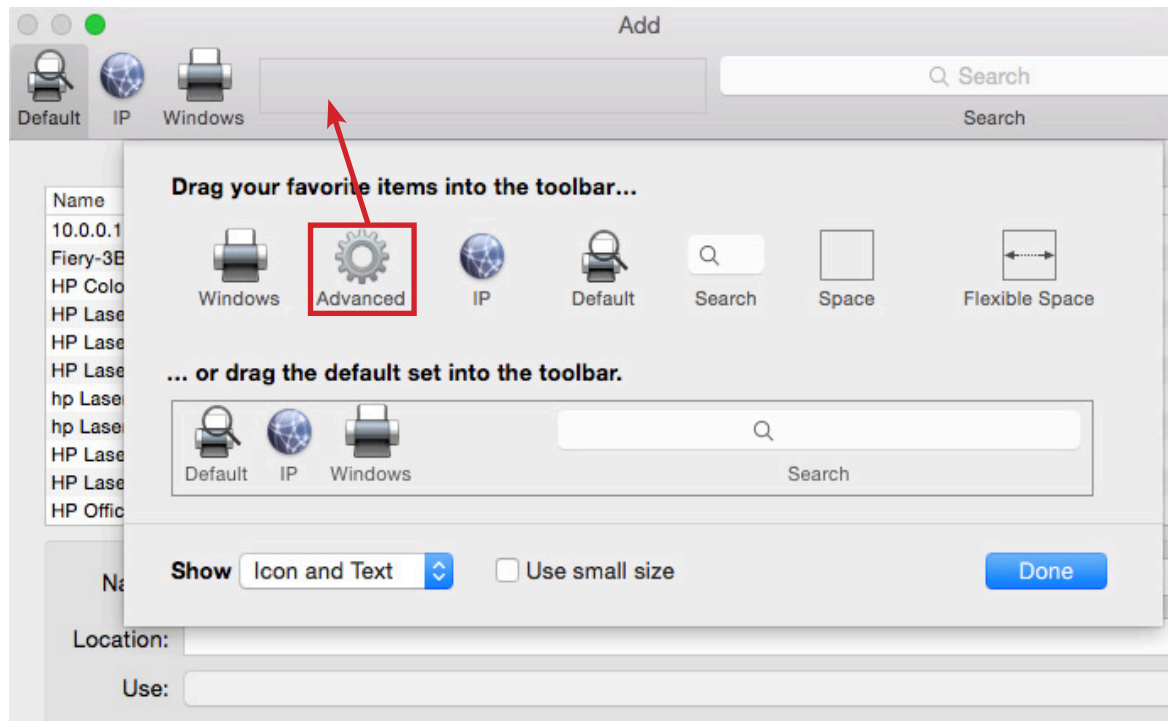 Add
Search
Default IP Windows Search
Drag your favorite items into the toolbar...
Name
10.0.0.1
Fiery-3B
HP Colo
HP Lase
HP Lase
HP Lase
hp Laser
hp Laser
HP Lase
HP Lase
HP Offic
Windows Advanced IP Default Search Space Flexible Space
... or drag the default set into the toolbar.
Default IP Windows Search
Show Icon and Text Use small size Done
Na
Location:
Use: